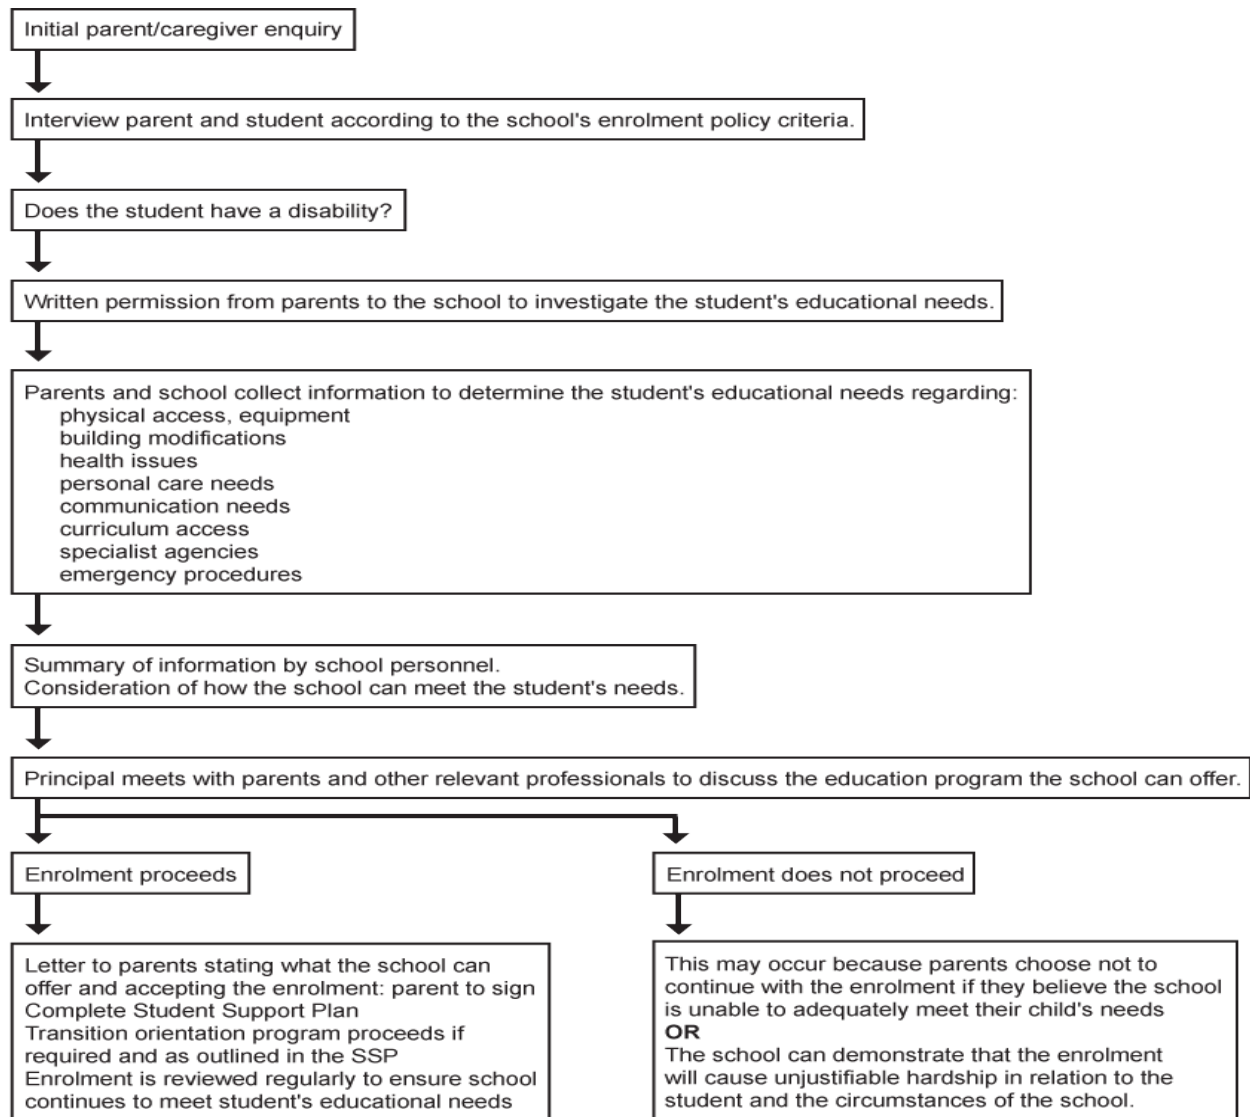 Initial parent/caregiver enquiry
Interview parent and student according to the school's enrolment policy criteria.
Does the student have a disability?
Written permission from parents to the school to investigate the student's educational needs.
Parents and school collect information to determine the student's educational needs regarding:
physical access, equipment
building modifications
health issues
personal care needs
communication needs
curriculum access
specialist agencies
emergency procedures
Summary of information by school personnel.
Consideration of how the school can meet the student's needs.
Principal meets with parents and other relevant professionals to discuss the education program the school can offer.
Enrolment proceeds
Enrolment does not proceed
Letter to parents stating what the school can
offer and accepting the enrolment: parent to sign
Complete Student Support Plan
Transition orientation program proceeds if
required and as outlined in the SSP
Enrolment is reviewed regularly to ensure school
continues to meet student's educational needs
This may occur because parents choose not to
continue with the enrolment if they believe the school
is unable to adequately meet their child's needs
OR
The school can demonstrate that the enrolment
will cause unjustifiable hardship in relation to the
student and the circumstances of the school.